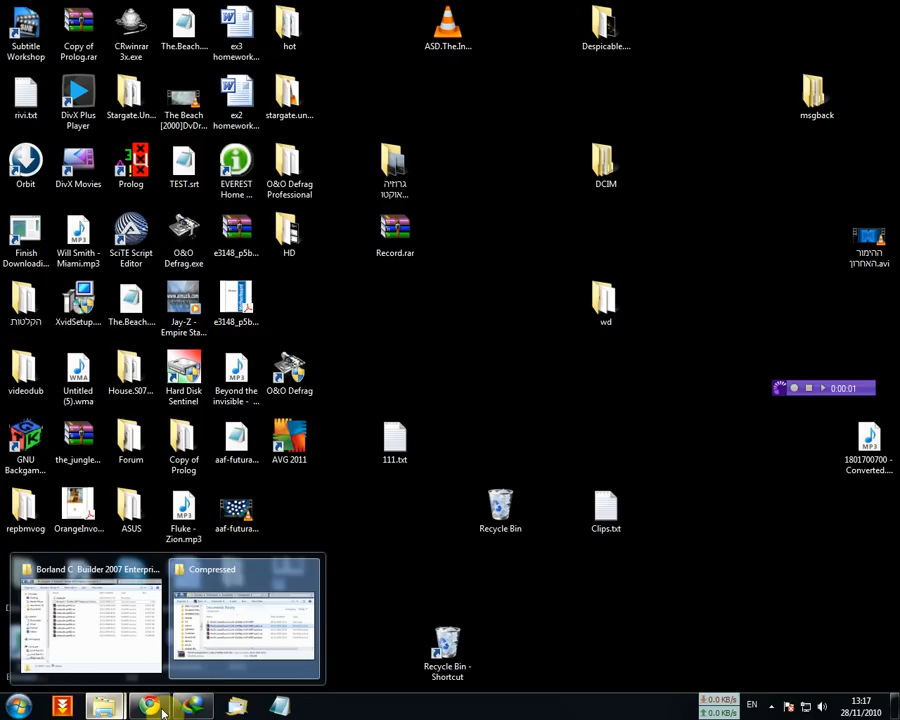 Subtitle
Workshop
Copy of
Prolog.rar
CRwinrar
3x.exe
The.Beach....
ex3
homework...
hot
ASD.The.In...
Despicable....
rivi.txt
DivX Plus
Player
Stargate.Un...
The Beach
[2000]DvDr...
ex2
homework...
stargate.un...
msgback
Orbit
DivX Movies
Prolog
TEST.srt
EVEREST
Home ...
O&O Defrag
Professional
גרוזיה
אוקטו...
DCIM
Finish
Downloadi...
Will Smith -
Miami.mp3
SciTE Script
Editor
O&O
Defrag.exe
e3148_p5b...
HD
Record.rar
ההימור
האחרון.avi
הקלטות
XvidSetup....
The.Beach....
Jay-Z -
Empire Sta...
e3148_p5b...
wd
videodub
Untitled
(5).wma
House.S07...
Hard Disk
Sentinel
Beyond the
invisible - ...
O&O Defrag
0:00:01
GNU
Backgam...
the_jungle...
Forum
Copy of
Prolog
aaf-futura...
AVG 2011
111.txt
1801700700 -
Converted....
repbmvog
OrangeInvo...
ASUS
Fluke -
Zion.mp3
aaf-futura...
Recycle Bin
Clips.txt
Borland C Builder 2007 Enterpri...
Compressed
Recycle Bin -
Shortcut
0.0 KB/s
0.0 KB/s
EN
13:17
28/11/2010